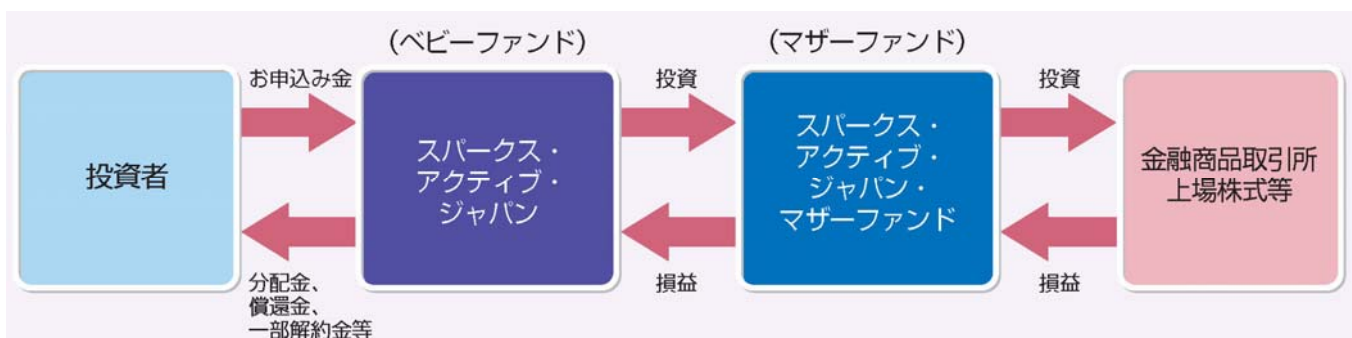 (ベビーファンド)
(マザーファンド)
お申込み金
投資
投資
投資者
スパークス・
アクティブ・
ジャパン
スパークス・
アクティブ・
ジャパン・
マザーファンド
金融商品取引所
上場株式等
分配金、
償還金、
一部解約金等
損益
損益